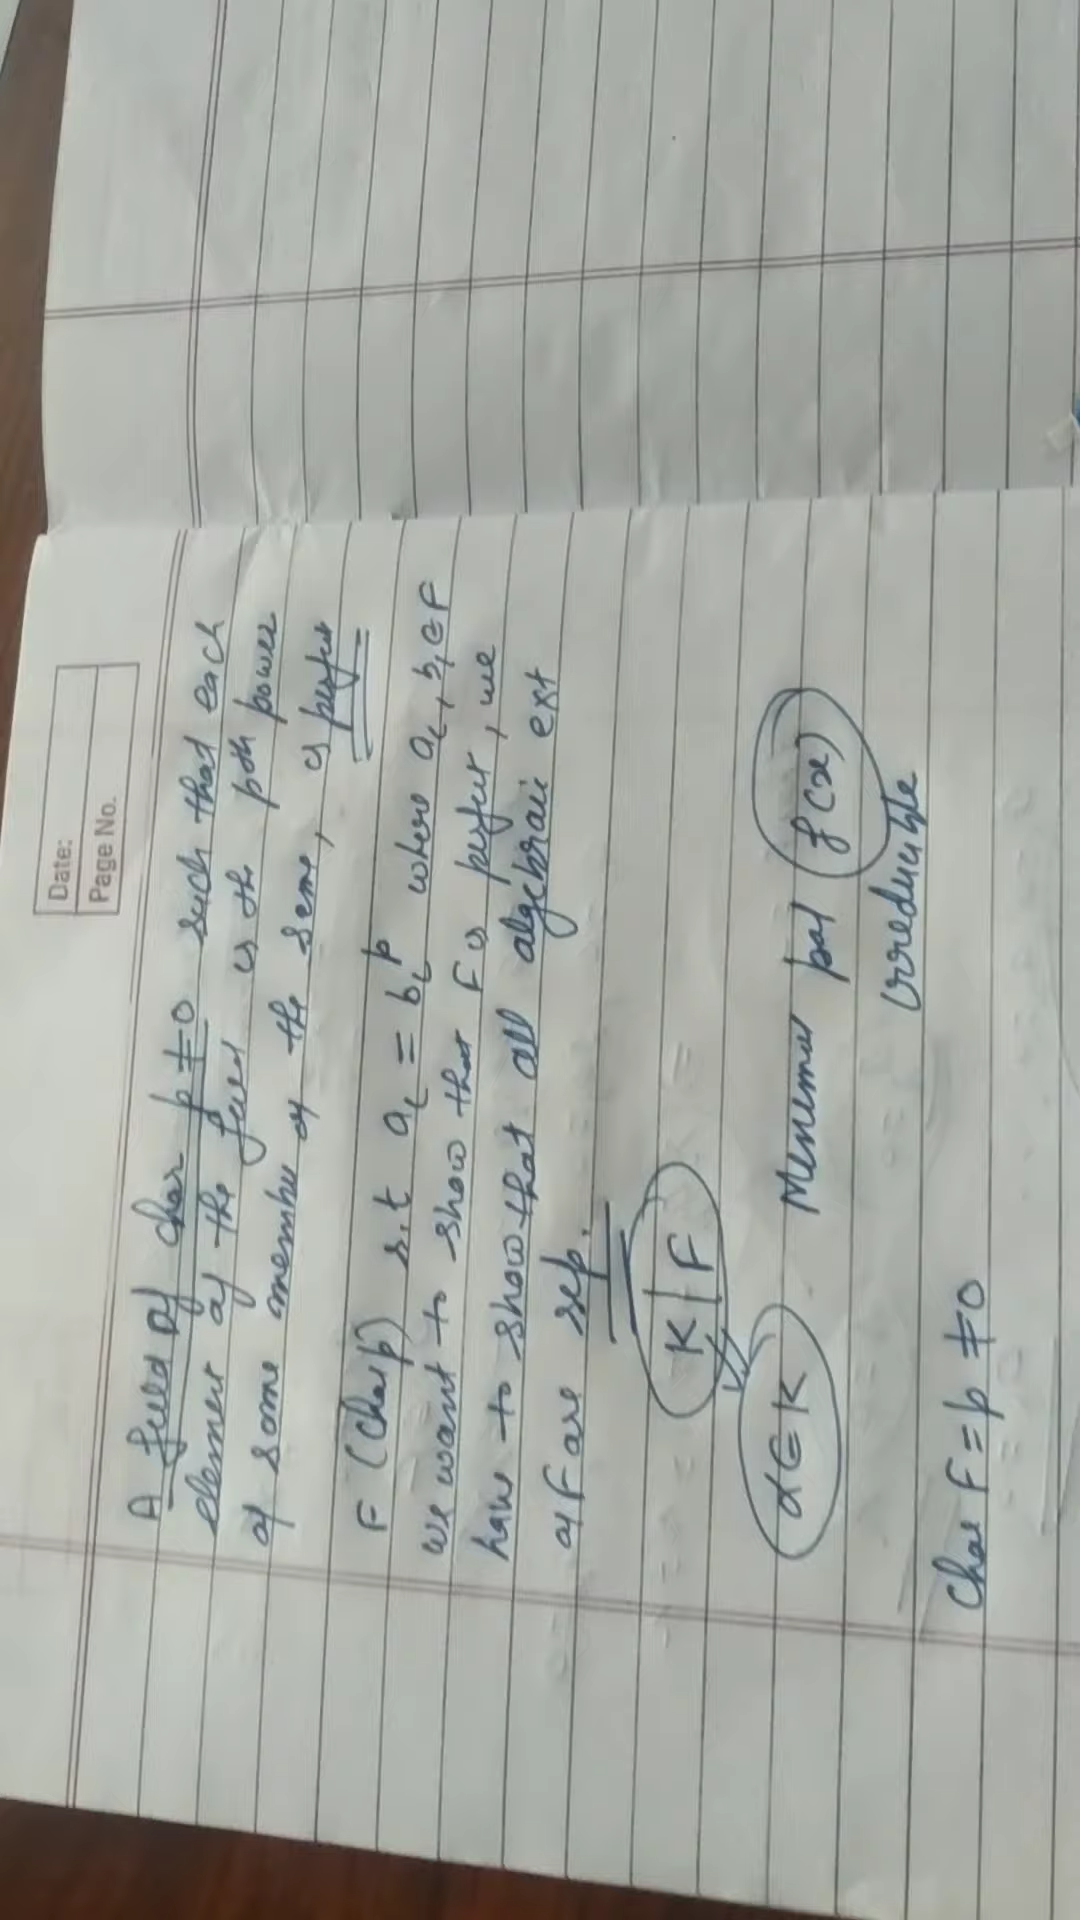 Date:
Page No.
A field of char p ≠ 0 such that each
element of the field is the pth power
of some member of the same, is perfect
F (char p) s.t a_i = b_i^p where a_i, b_i ∈ F
we want to show that F is perfect, we
have to show that all algebraic ext
of F are sep.
K | F
α ∈ K Minimal pol f(x)
irreducible
char F = p ≠ 0